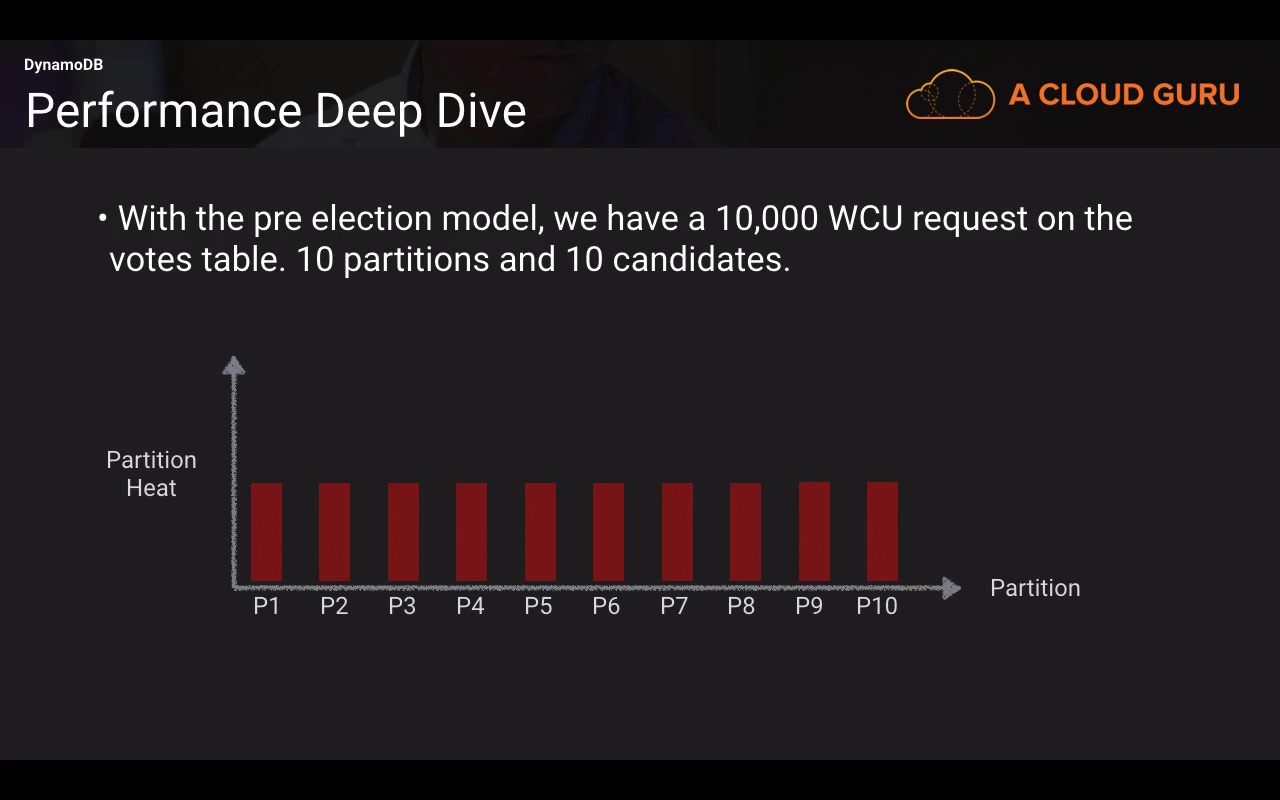 DynamoDB
Performance Deep Dive
A CLOUD GURU
• With the pre election model, we have a 10,000 WCU request on the
votes table. 10 partitions and 10 candidates.
Partition
Heat
P1 P2 P3 P4 P5 P6 P7 P8 P9 P10
Partition